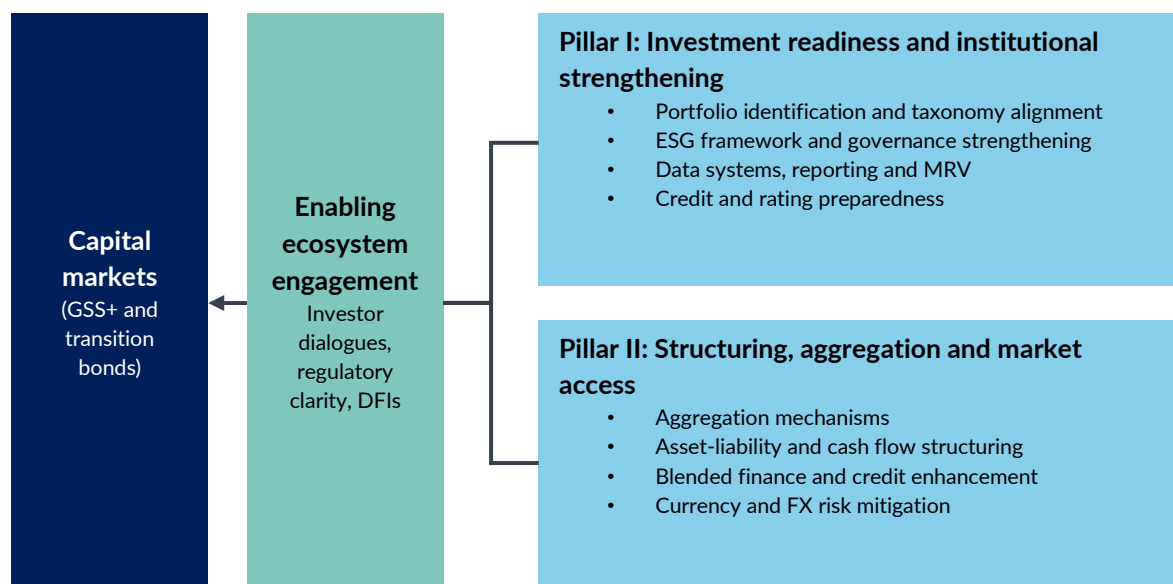 Capital
markets
(GSS+ and
transition
bonds)
Enabling
ecosystem
engagement
Investor
dialogues,
regulatory
clarity, DFIs
Pillar I: Investment readiness and institutional
strengthening
• Portfolio identification and taxonomy alignment
• ESG framework and governance strengthening
• Data systems, reporting and MRV
• Credit and rating preparedness
Pillar II: Structuring, aggregation and market
access
• Aggregation mechanisms
• Asset-liability and cash flow structuring
• Blended finance and credit enhancement
• Currency and FX risk mitigation